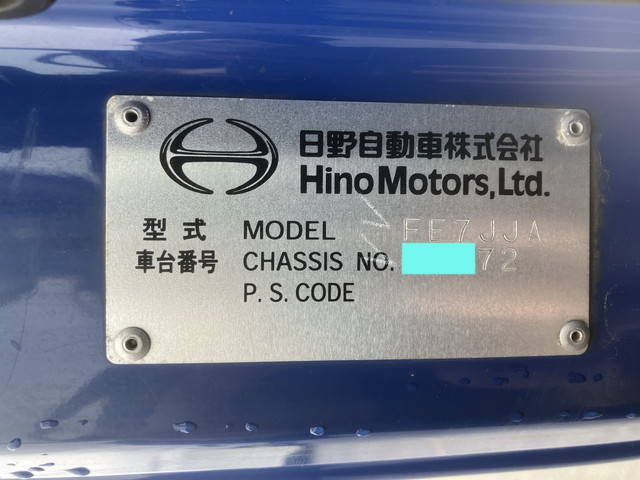 日野自動車株式会社
Hino Motors, Ltd.
型式 MODEL FE7JJA
車台番号 CHASSIS NO. 72
P. S. CODE